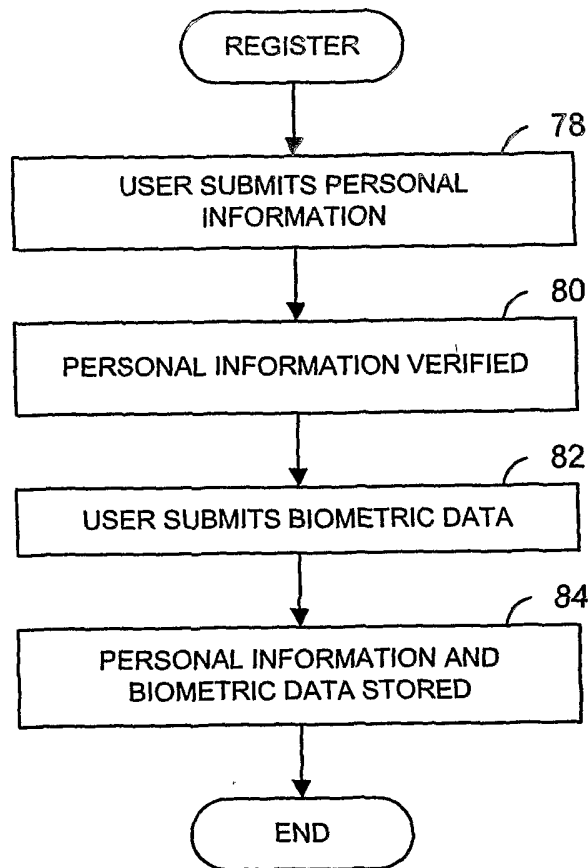 REGISTER
78
USER SUBMITS PERSONAL
INFORMATION
80
PERSONAL INFORMATION VERIFIED
82
USER SUBMITS BIOMETRIC DATA
84
PERSONAL INFORMATION AND
BIOMETRIC DATA STORED
END